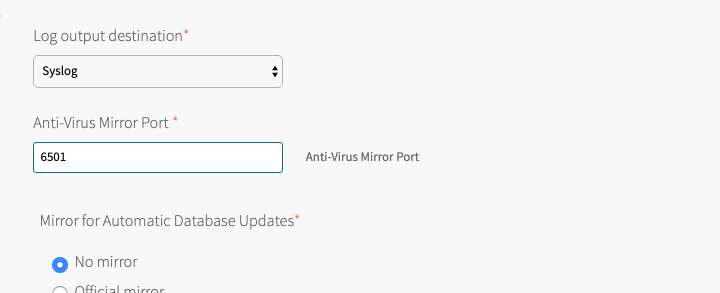 Log output destination*
Syslog
Anti-Virus Mirror Port *
6501
Anti-Virus Mirror Port
Mirror for Automatic Database Updates*
No mirror
Official mirror